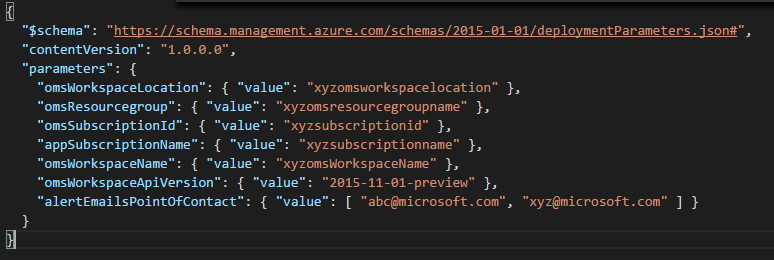 {
"$schema": "https://schema.management.azure.com/schemas/2015-01-01/deploymentParameters.json#",
"contentVersion": "1.0.0.0",
"parameters": {
"omsWorkspaceLocation": { "value": "xyzomsworkspacelocation" },
"omsResourcegroup": { "value": "xyzomsresourcegroupname" },
"omsSubscriptionId": { "value": "xyzsubscriptionid" },
"appSubscriptionName": { "value": "xyzsubscriptionname" },
"omsWorkspaceName": { "value": "xyzomsWorkspaceName" },
"omsWorkspaceApiVersion": { "value": "2015-11-01-preview" },
"alertEmailsPointOfContact": { "value": [ "abc@microsoft.com", "xyz@microsoft.com" ] }
}
}